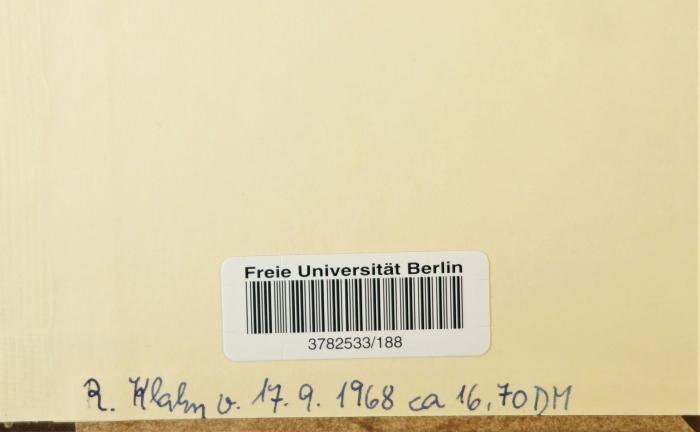 Freie Universität Berlin
3782533/188
R. Klahn v. 17. 9. 1968 ca 16,70 DM